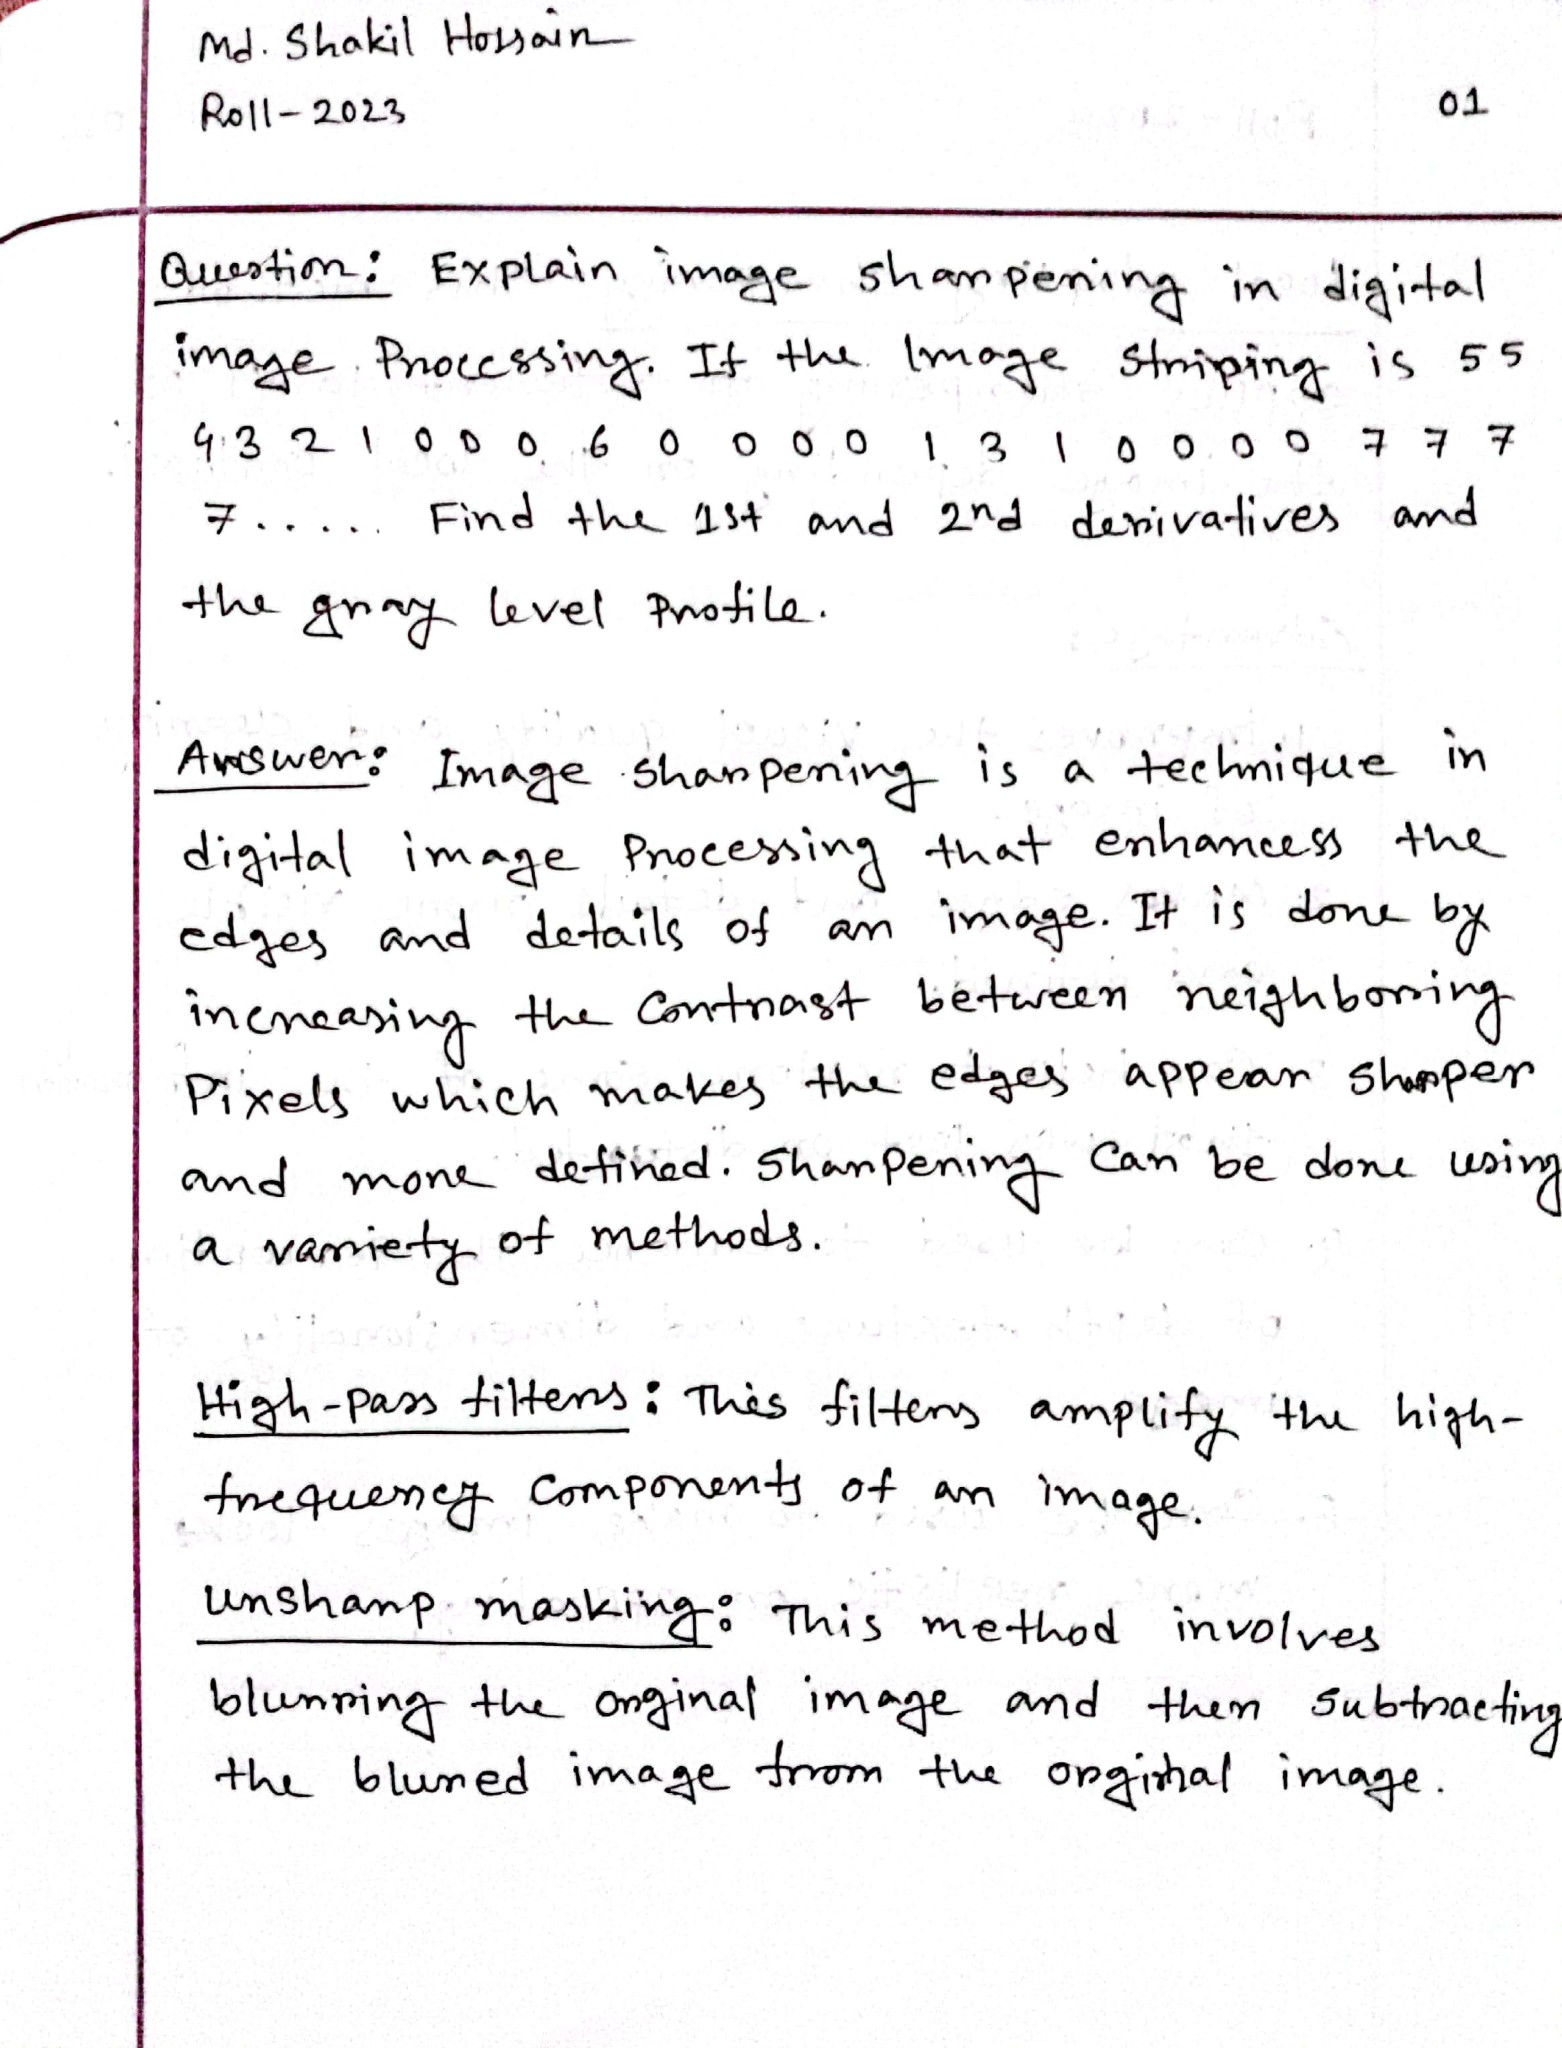 Md. Shakil Hossain
Roll-2023
01
Question: Explain image sharpening in digital
image Processing. If the Image Striping is 5 5
4 3 2 1 0 0 0 6 0 0 0 0 1 3 1 0 0 0 0 7 7 7
7..... Find the 1st and 2nd derivatives and
the gray level Profile.
Answer: Image sharpening is a technique in
digital image Processing that enhancess the
edges and details of an image. It is done by
increasing the Contrast between neighboring
Pixels which makes the edges appear sharper
and more defined. Sharpening Can be done using
a variety of methods.
High-pass filters: This filters amplify the high-
frequency Components of an image.
Unsharp masking: This method involves
blurring the orginal image and then Subtracting
the blurred image from the orginal image.